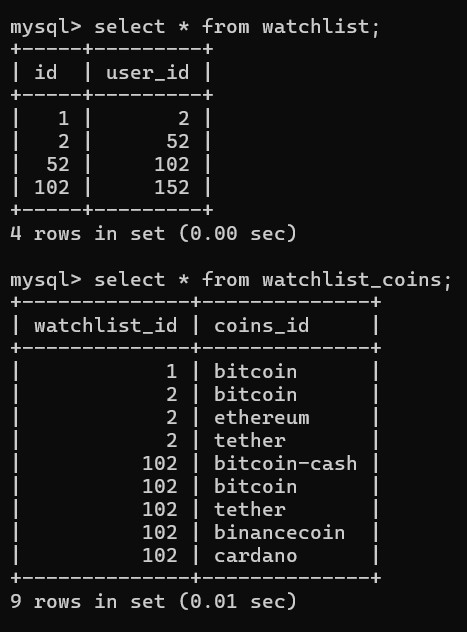 mysql> select * from watchlist;
+-----+---------+
| id  | user_id |
+-----+---------+
|   1 |       2 |
|   2 |      52 |
|  52 |     102 |
| 102 |     152 |
+-----+---------+
4 rows in set (0.00 sec)

mysql> select * from watchlist_coins;
+--------------+--------------+
| watchlist_id | coins_id     |
+--------------+--------------+
|            1 | bitcoin      |
|            2 | bitcoin      |
|            2 | ethereum     |
|            2 | tether       |
|          102 | bitcoin-cash |
|          102 | bitcoin      |
|          102 | tether       |
|          102 | binancecoin  |
|          102 | cardano      |
+--------------+--------------+
9 rows in set (0.01 sec)